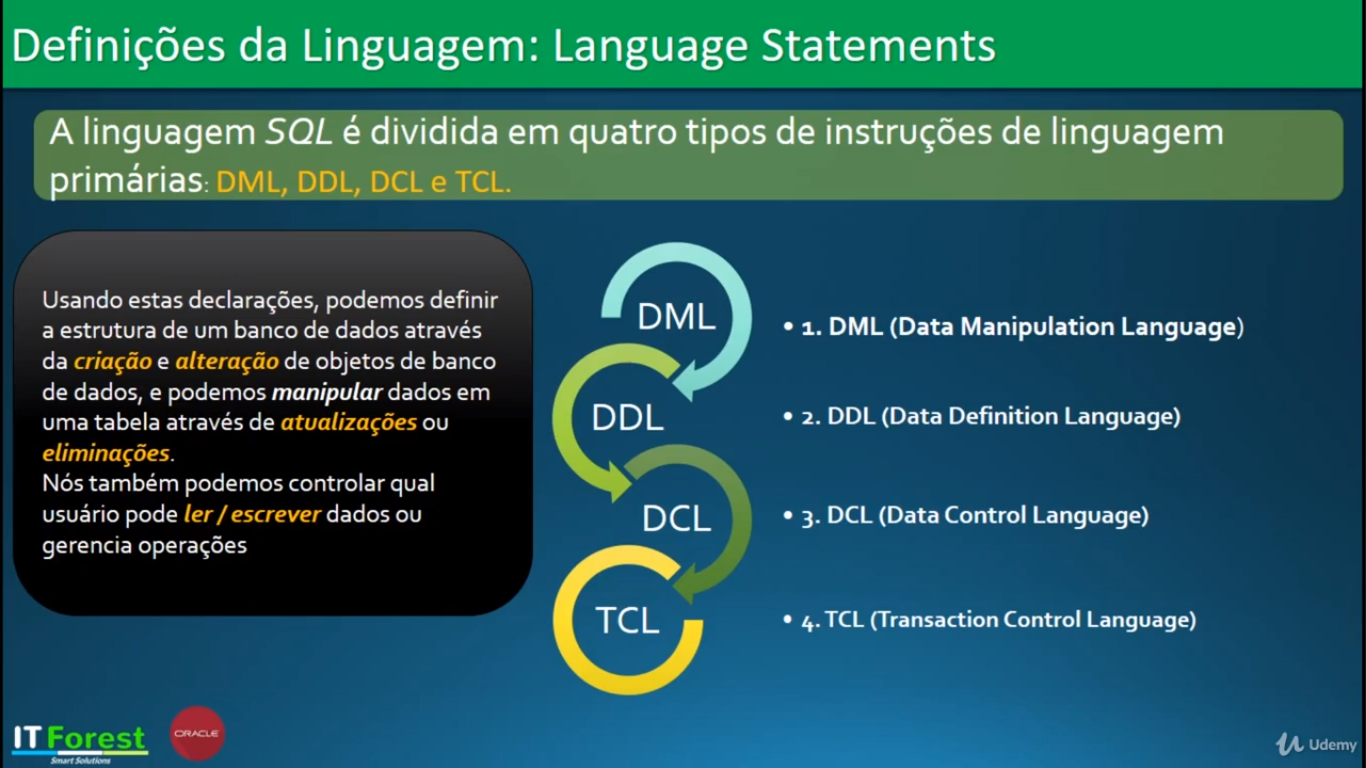 Definições da Linguagem: Language Statements
A linguagem SQL é dividida em quatro tipos de instruções de linguagem
primárias: DML, DDL, DCL e TCL.
Usando estas declarações, podemos definir
a estrutura de um banco de dados através
da criação e alteração de objetos de banco
de dados, e podemos manipular dados em
uma tabela através de atualizações ou
eliminações.
Nós também podemos controlar qual
usuário pode ler / escrever dados ou
gerencia operações
DML
DDL
DCL
TCL
• 1. DML (Data Manipulation Language)
• 2. DDL (Data Definition Language)
• 3. DCL (Data Control Language)
• 4. TCL (Transaction Control Language)
IT Forest
Smart Solutions
ORACLE
Udemy